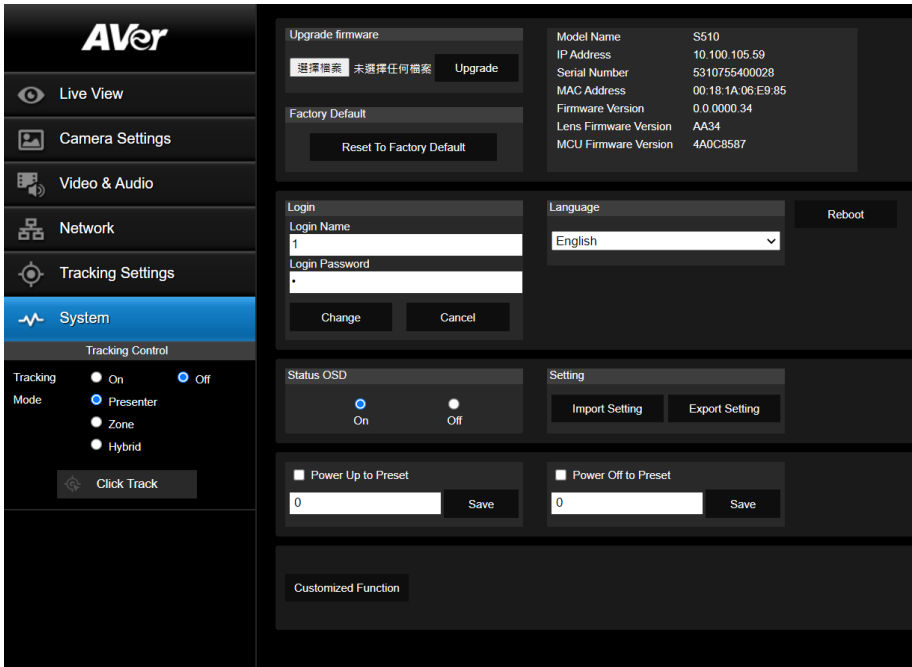 AVer
Live View
Camera Settings
Video & Audio
Network
Tracking Settings
System
Tracking Control
Tracking On Off
Mode Presenter
Zone
Hybrid
Click Track
Upgrade firmware
選擇檔案 未選擇任何檔案 Upgrade
Factory Default
Reset To Factory Default
Model Name S510
IP Address 10.100.105.59
Serial Number 5310755400028
MAC Address 00:18:1A:06:E9:85
Firmware Version 0.0.0000.34
Lens Firmware Version AA34
MCU Firmware Version 4A0C8587
Login
Login Name
1
Login Password
•
Change Cancel
Language
English
Reboot
Status OSD
On Off
Setting
Import Setting Export Setting
Power Up to Preset
0 Save
Power Off to Preset
0 Save
Customized Function